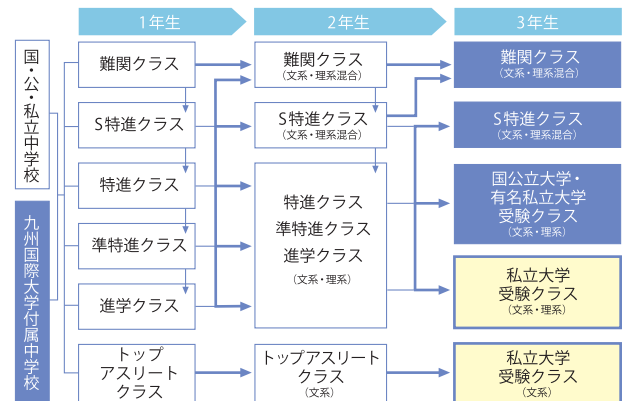 1年生
2年生
3年生
国・公・私立中学校
九州国際大学付属中学校
難関クラス
S特進クラス
特進クラス
準特進クラス
進学クラス
トップ
アスリート
クラス
難関クラス
(文系・理系混合)
S特進クラス
(文系・理系混合)
特進クラス
準特進クラス
進学クラス
(文系・理系)
トップアスリート
クラス
(文系)
難関クラス
(文系・理系混合)
S特進クラス
(文系・理系混合)
国公立大学・
有名私立大学
受験クラス
(文系・理系)
私立大学
受験クラス
(文系・理系)
私立大学
受験クラス
(文系)